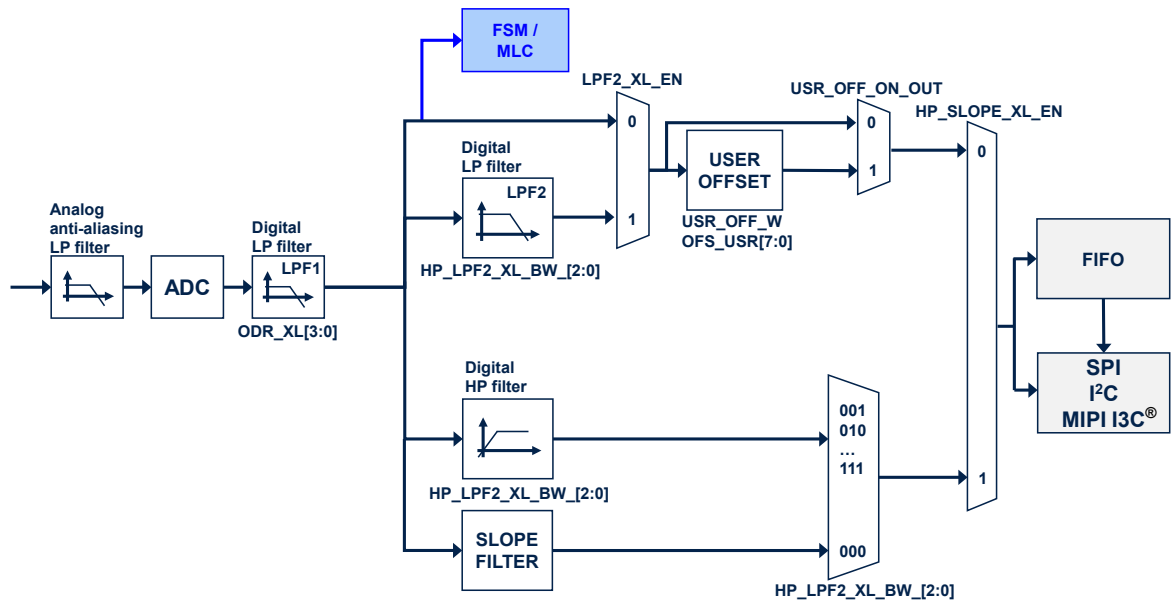 FSM /
MLC
LPF2_XL_EN
0
1
USR_OFF_ON_OUT
0
1
HP_SLOPE_XL_EN
0
1
Digital
LP filter
LPF2
HP_LPF2_XL_BW_[2:0]
USER
OFFSET
USR_OFF_W
OFS_USR[7:0]
Analog
anti-aliasing
LP filter
ADC
Digital
LP filter
LPF1
ODR_XL[3:0]
FIFO
SPI
I²C
MIPI I3C®
Digital
HP filter
HP_LPF2_XL_BW_[2:0]
SLOPE
FILTER
001
010
...
111
000
HP_LPF2_XL_BW_[2:0]